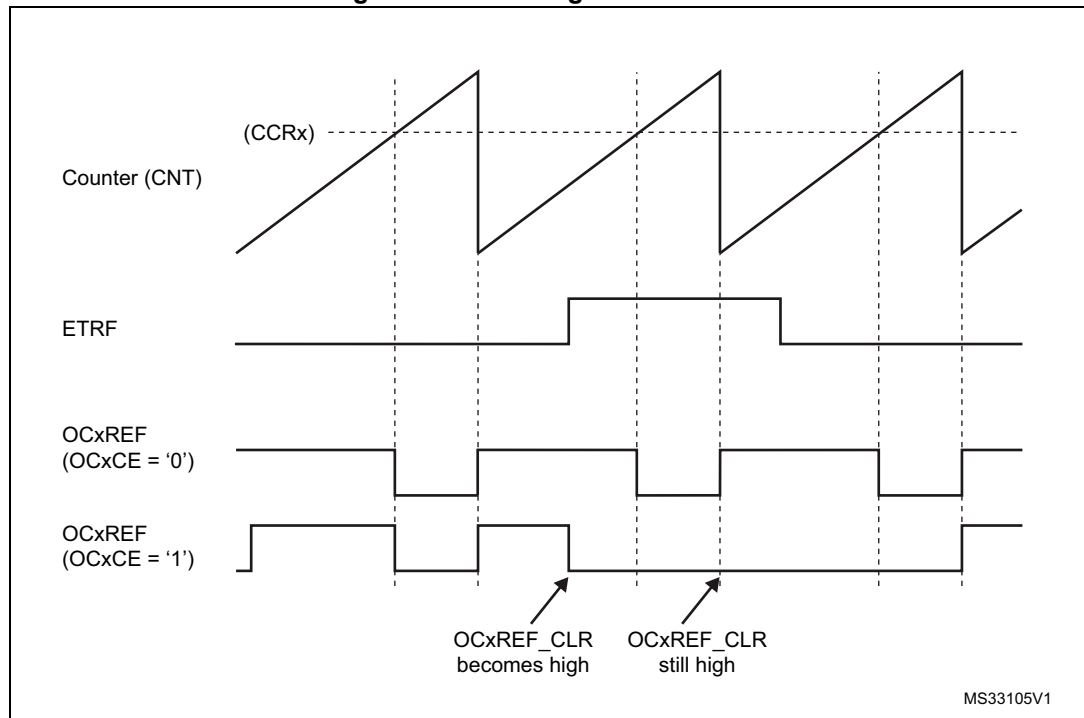 (CCRx)
Counter (CNT)
ETRF
OCxREF
(OCxCE = ‘0’)
OCxREF
(OCxCE = ‘1’)
OCxREF_CLR
becomes high
OCxREF_CLR
still high
MS33105V1